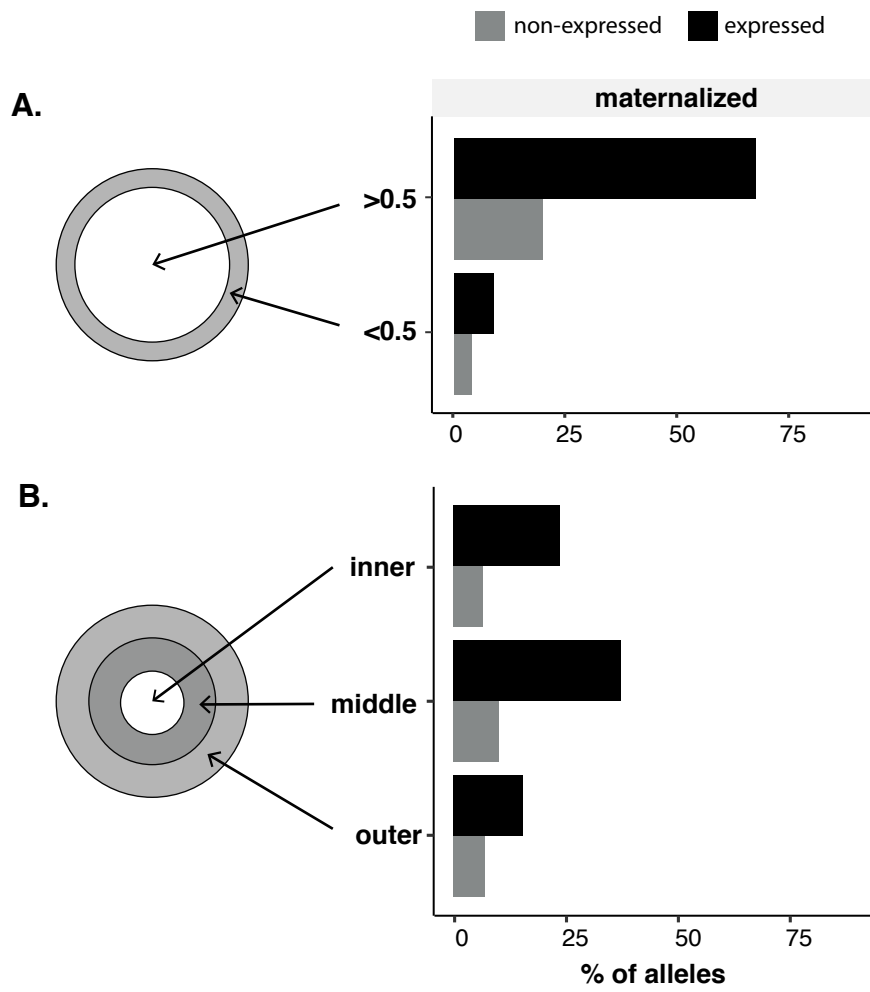 non-expressed expressed
A.
maternalized
>0.5
<0.5
0 25 50 75
B.
inner
middle
outer
0 25 50 75
% of alleles